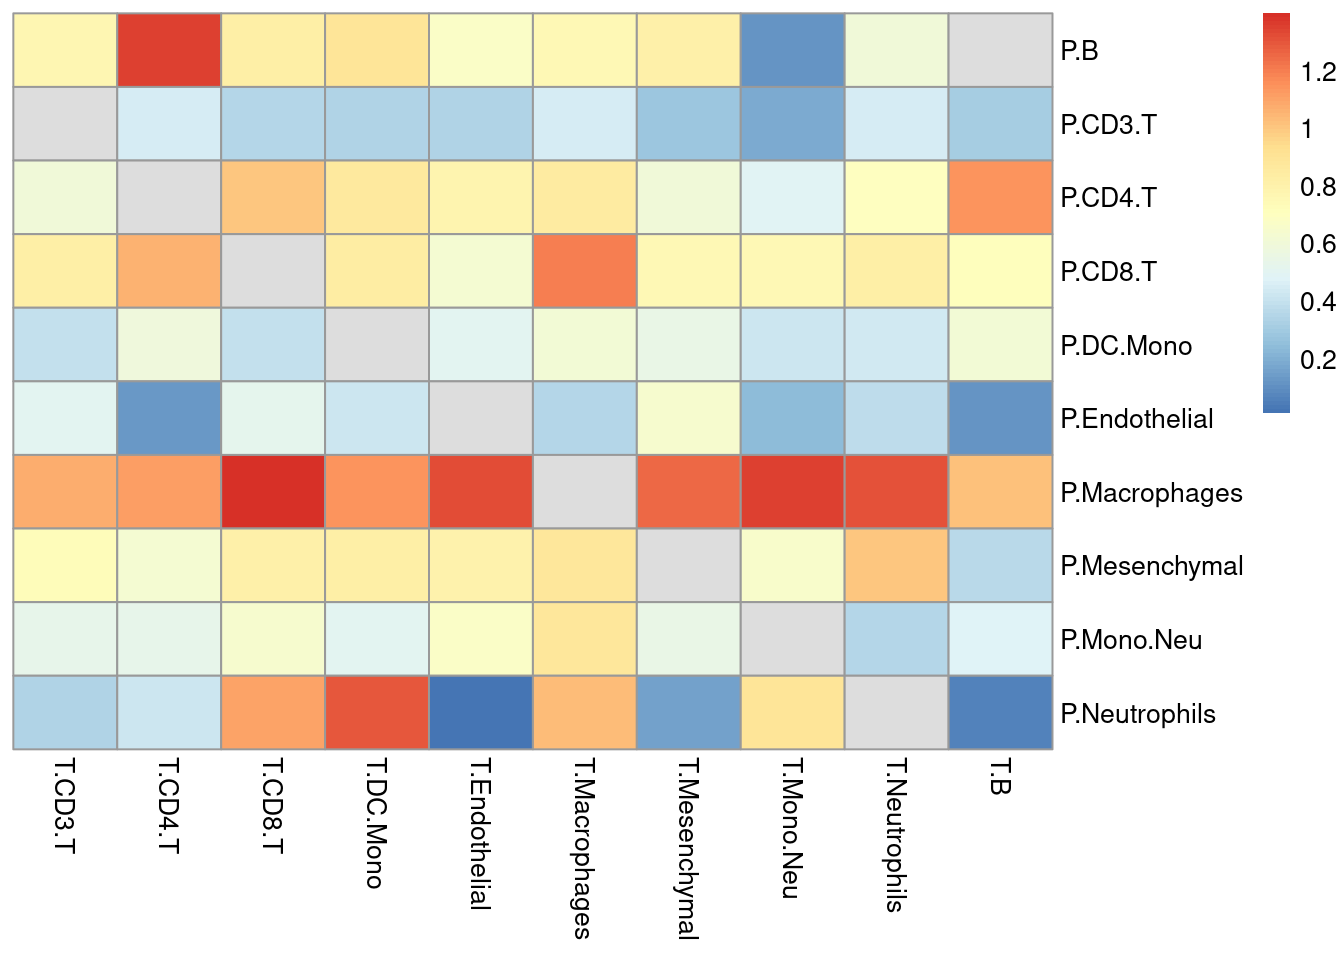 P.B
P.CD3.T
P.CD4.T
P.CD8.T
P.DC.Mono
P.Endothelial
P.Macrophages
P.Mesenchymal
P.Mono.Neu
P.Neutrophils
T.CD3.T
T.CD4.T
T.CD8.T
T.DC.Mono
T.Endothelial
T.Macrophages
T.Mesenchymal
T.Mono.Neu
T.Neutrophils
T.B
1.2
1
0.8
0.6
0.4
0.2